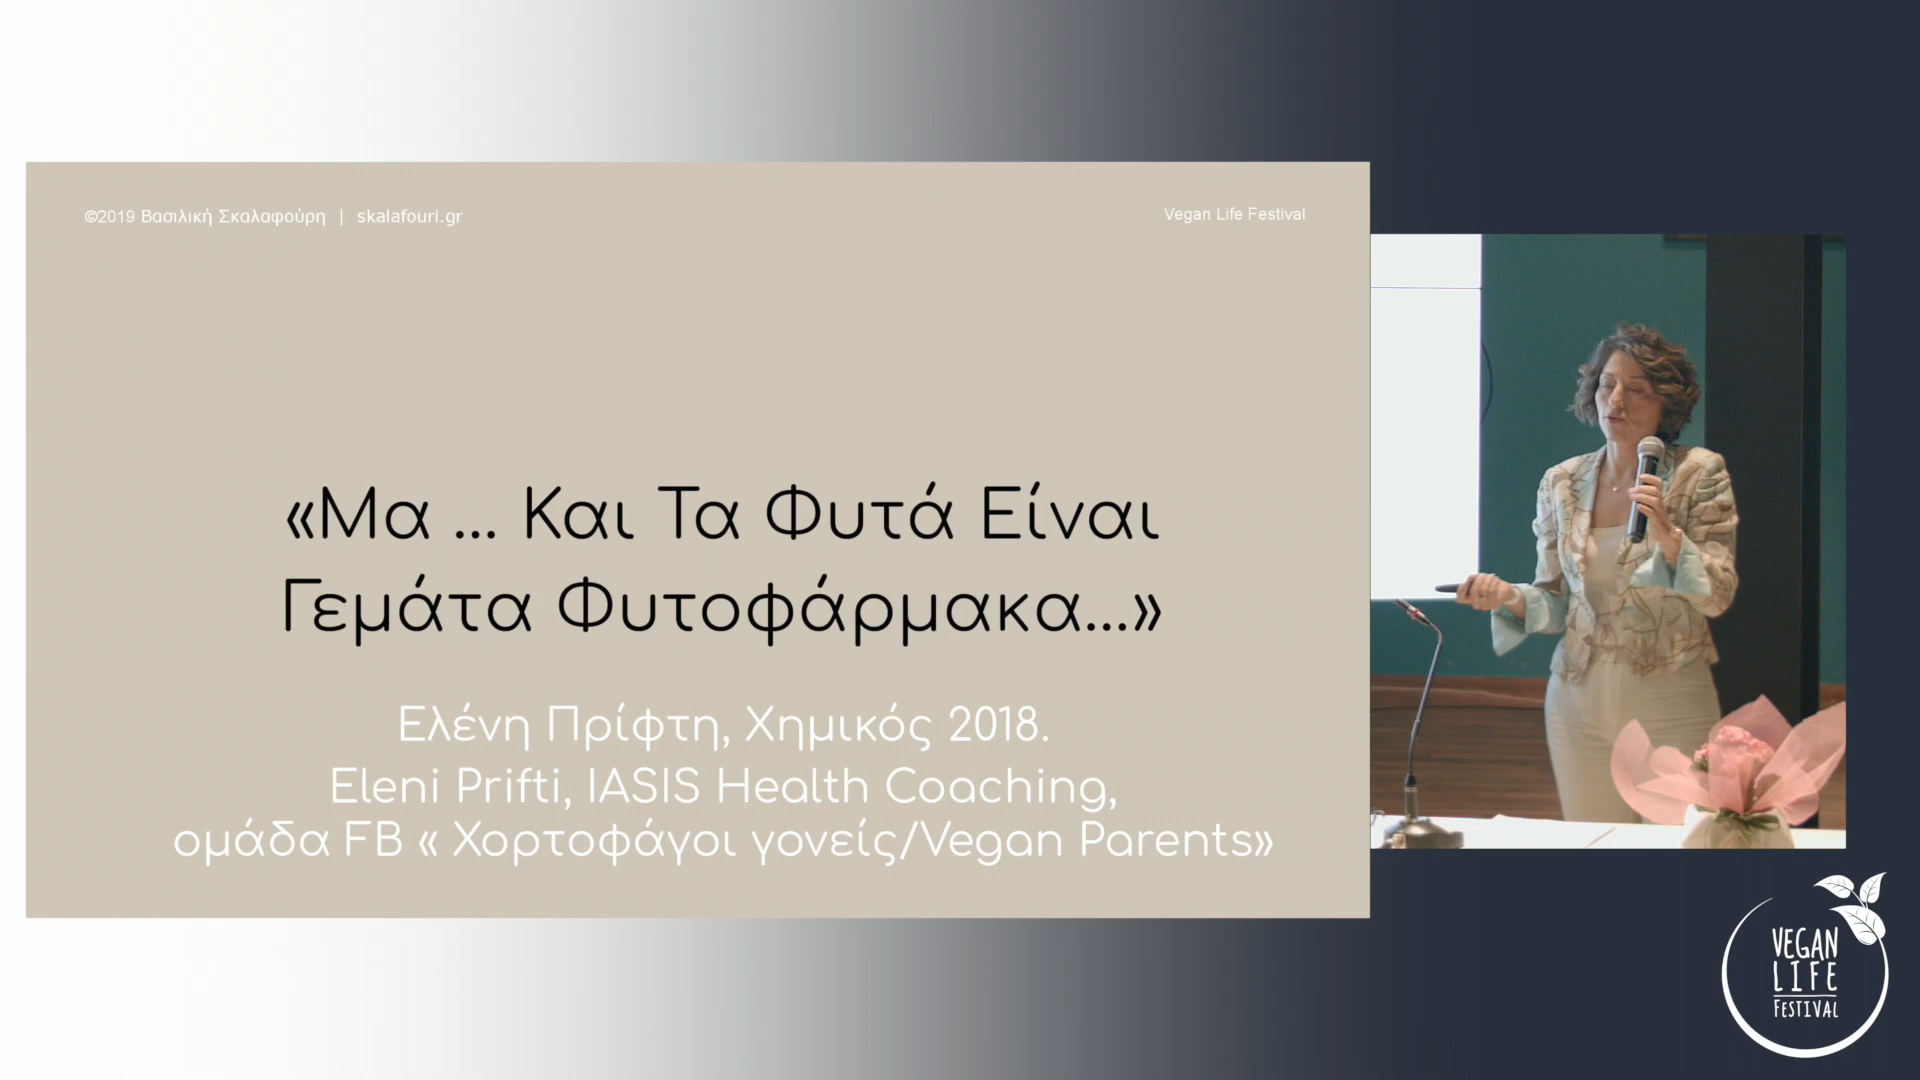 ©2019 Βασιλική Σκαλαφούρη | skalafouri.gr
Vegan Life Festival
«Μα ... Και Τα Φυτά Είναι
Γεμάτα Φυτοφάρμακα...»
Ελένη Πρίφτη, Χημικός 2018.
Eleni Prifti, IASIS Health Coaching,
ομάδα FB « Χορτοφάγοι γονείς/Vegan Parents»
VEGAN
LIFE
FESTIVAL